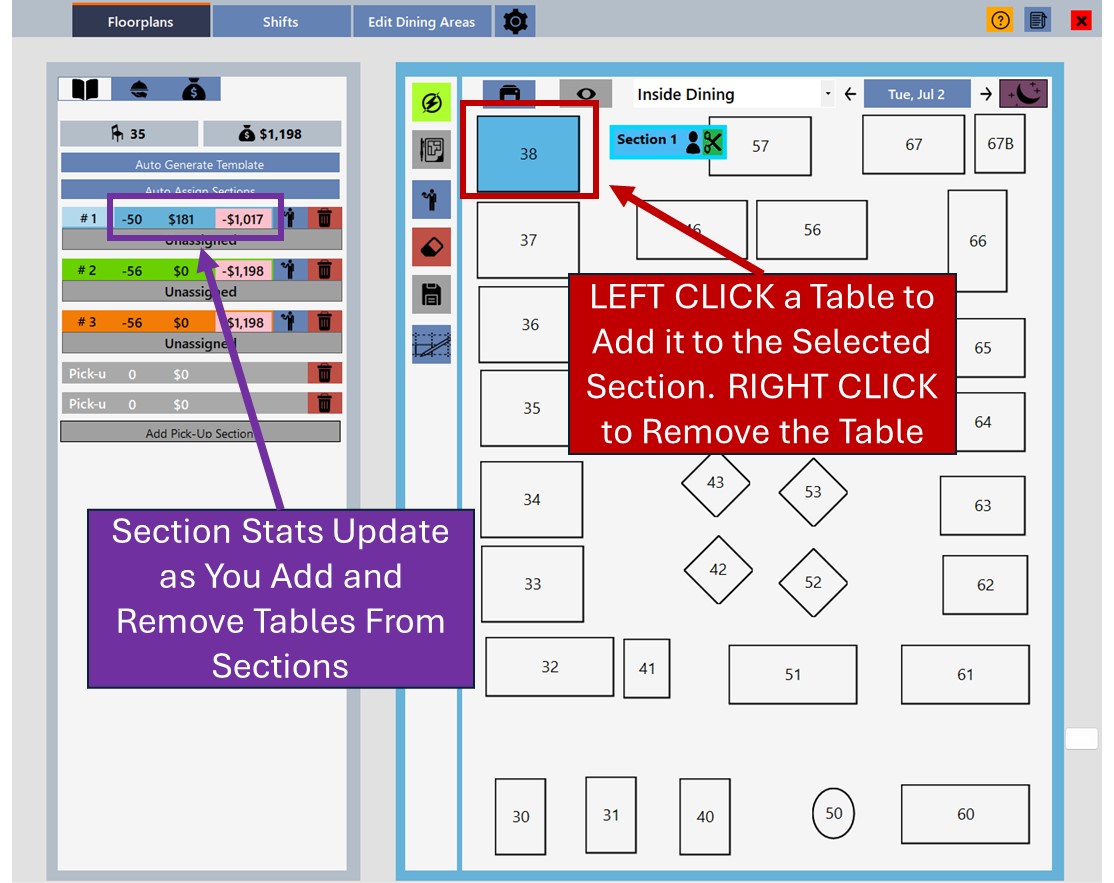 Floorplans
Shifts
Edit Dining Areas
?
35
$1,198
Auto Generate Template
Auto Assign Sections
# 1 -50 $181 -$1,017
Unassigned
# 2 -56 $0 -$1,198
Unassigned
# 3 -56 $0 $1,198
Unassigned
Pick-u 0 $0
Pick-u 0 $0
Add Pick-Up Section
Section Stats Update
as You Add and
Remove Tables From
Sections
Inside Dining
Tue, Jul 2
38
Section 1
57
67
67B
37
56
66
36
LEFT CLICK a Table to
Add it to the Selected
Section. RIGHT CLICK
to Remove the Table
65
35
64
43
53
34
63
42
52
33
62
32
41
51
61
30
31
40
50
60